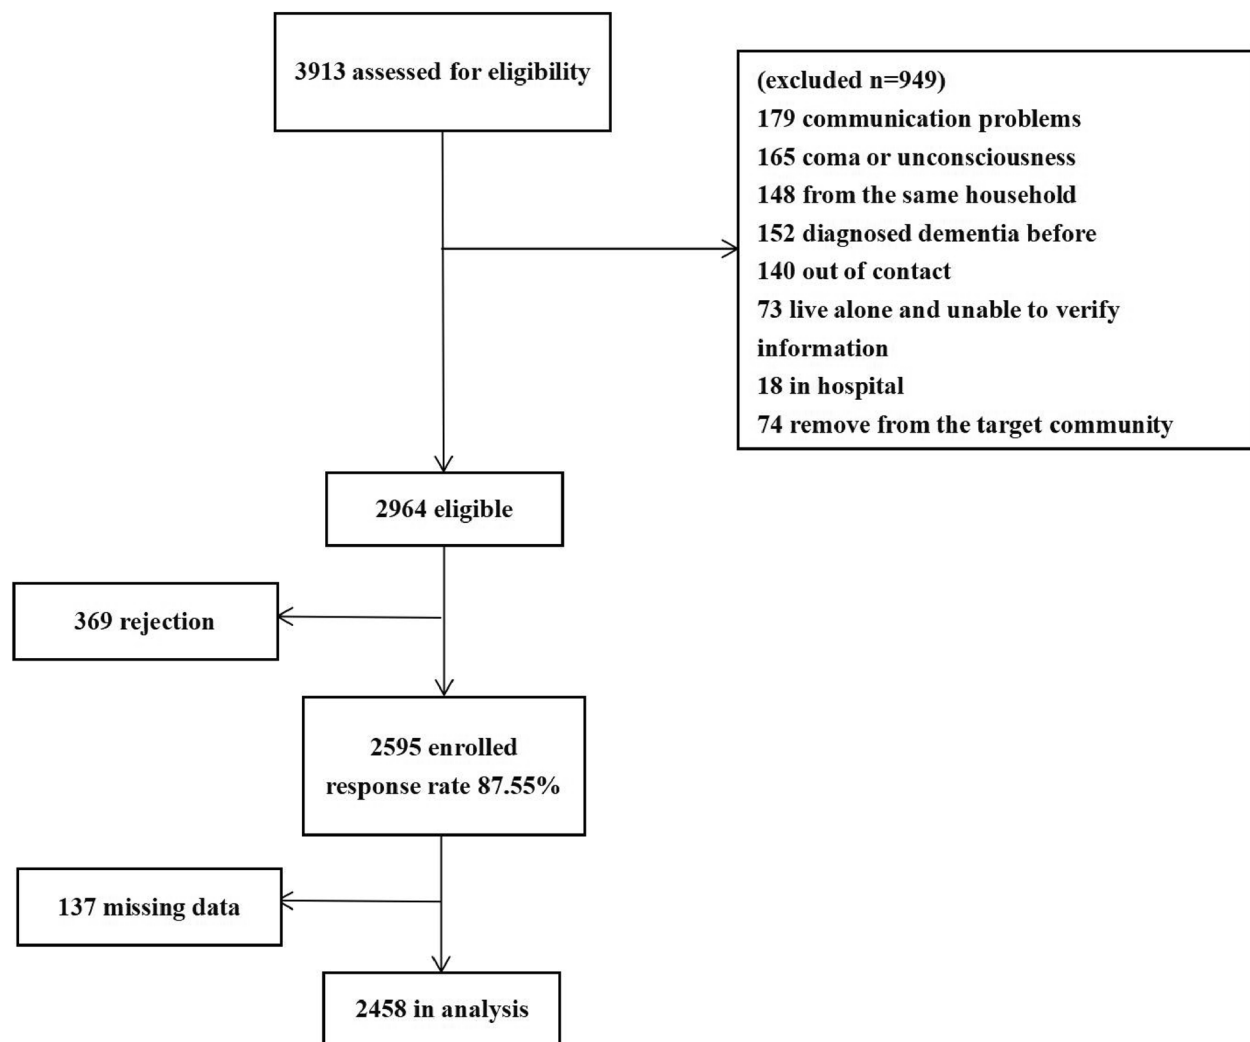 3913 assessed for eligibility
(excluded n=949)
179 communication problems
165 coma or unconsciousness
148 from the same household
152 diagnosed dementia before
140 out of contact
73 live alone and unable to verify
information
18 in hospital
74 remove from the target community
2964 eligible
369 rejection
2595 enrolled
response rate 87.55%
137 missing data
2458 in analysis